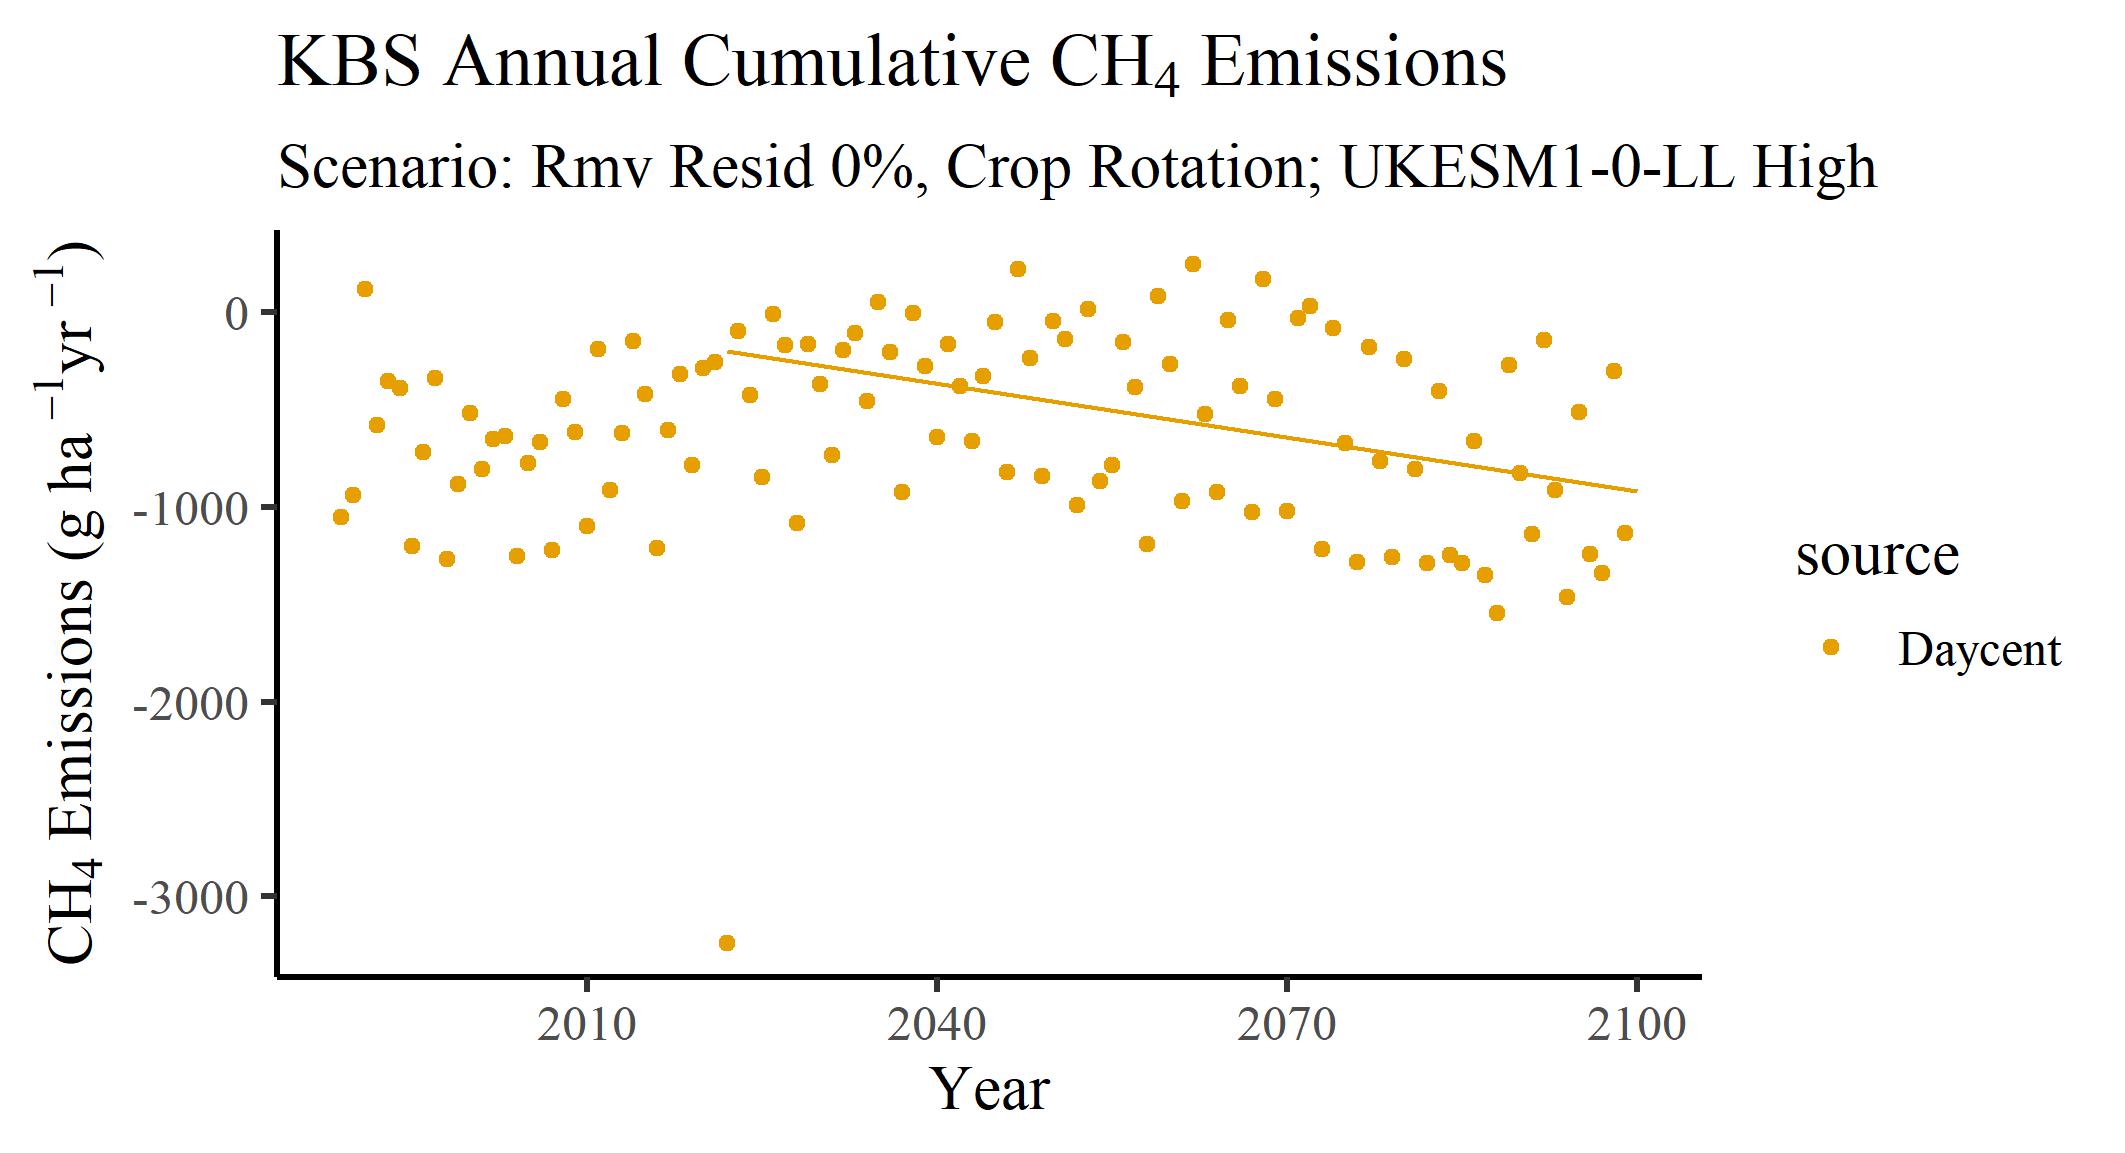 KBS Annual Cumulative CH₄ Emissions
Scenario: Rmv Resid 0%, Crop Rotation; UKESM1-0-LL High
CH₄ Emissions (g ha ⁻¹yr ⁻¹)
0
-1000
-2000
-3000
2010 2040 2070 2100
Year
source
Daycent